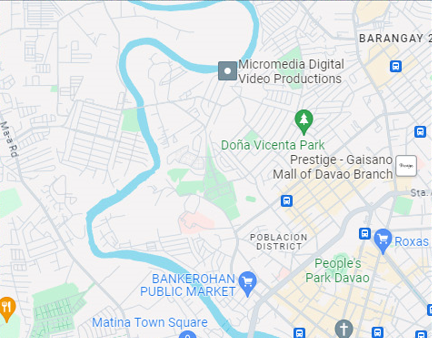 BARANGAY 2
Micromedia Digital
Video Productions
Ma-a Rd
Doña Vicenta Park
Prestige - Gaisano
Mall of Davao Branch
Sta.
POBLACION
DISTRICT
Roxas
People's
Park Davao
BANKEROHAN
PUBLIC MARKET
Matina Town Square